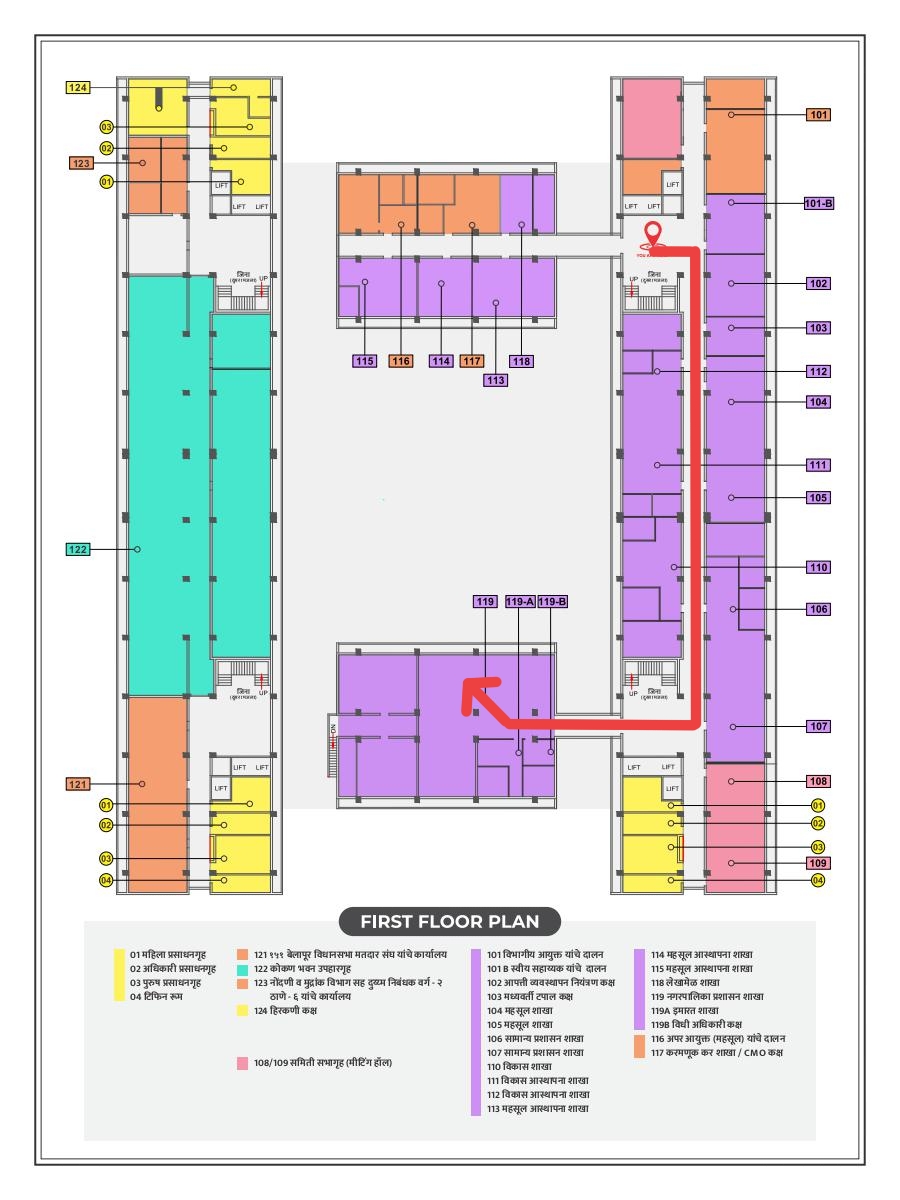 124
03
02
123
01
LIFT
LIFT
LIFT
जिना
(दुसरा मजला)
UP
122
121
01
02
03
04
LIFT
LIFT
LIFT
जिना
(दुसरा मजला)
UP
115
116
114
117
118
113
119
119-A
119-B
DN
LIFT
LIFT
LIFT
जिना
(दुसरा मजला)
UP
101
101-B
102
103
112
104
111
105
110
106
107
108
01
02
03
109
04
जिना
(दुसरा मजला)
UP
LIFT
LIFT
LIFT
FIRST FLOOR PLAN
01 महिला प्रसाधनगृह
02 अधिकारी प्रसाधनगृह
03 पुरुष प्रसाधनगृह
04 टिफिन रूम
121 १५१ बेलापूर विधानसभा मतदार संघ यांचे कार्यालय
122 कोकण भवन उपहारगृह
123 नोंदणी व मुद्रांक विभाग सह दुय्यम निबंधक वर्ग - २
ठाणे - ६ यांचे कार्यालय
124 हिरकणी कक्ष
108/109 समिती सभागृह (मीटिंग हॉल)
101 विभागीय आयुक्त यांचे दालन
101 B स्वीय सहाय्यक यांचे दालन
102 आपत्ती व्यवस्थापन नियंत्रण कक्ष
103 मध्यवर्ती टपाल कक्ष
104 महसूल शाखा
105 महसूल शाखा
106 सामान्य प्रशासन शाखा
107 सामान्य प्रशासन शाखा
110 विकास शाखा
111 विकास आस्थापना शाखा
112 विकास आस्थापना शाखा
113 महसूल आस्थापना शाखा
114 महसूल आस्थापना शाखा
115 महसूल आस्थापना शाखा
118 लेखामेळ शाखा
119 नगरपालिका प्रशासन शाखा
119A इमारत शाखा
119B विधी अधिकारी कक्ष
116 अपर आयुक्त (महसूल) यांचे दालन
117 करमणूक कर शाखा / CMO कक्ष